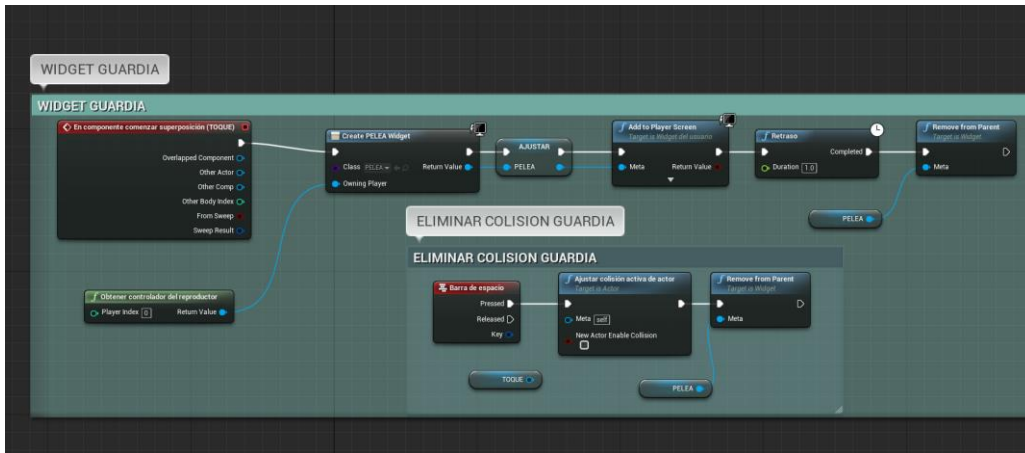 WIDGET GUARDIA
WIDGET GUARDIA
En componente comenzar superposición (TOQUE)
Overlapped Component
Other Actor
Other Comp
Other Body Index
From Sweep
Sweep Result
Create PELEA Widget
Class PELEA
Return Value
Owning Player
AJUSTAR
PELEA
Add to Player Screen
Target is Widget del usuario
Meta
Return Value
Retraso
Completed
Duration 1.0
Remove from Parent
Target is Widget
Meta
PELEA
Obtener controlador del reproductor
Player Index 0
Return Value
ELIMINAR COLISION GUARDIA
ELIMINAR COLISION GUARDIA
Barra de espacio
Pressed
Released
Key
Ajustar colisión activa de actor
Target is Actor
Meta self
New Actor Enable Collision
Remove from Parent
Target is Widget
Meta
TOQUE
PELEA